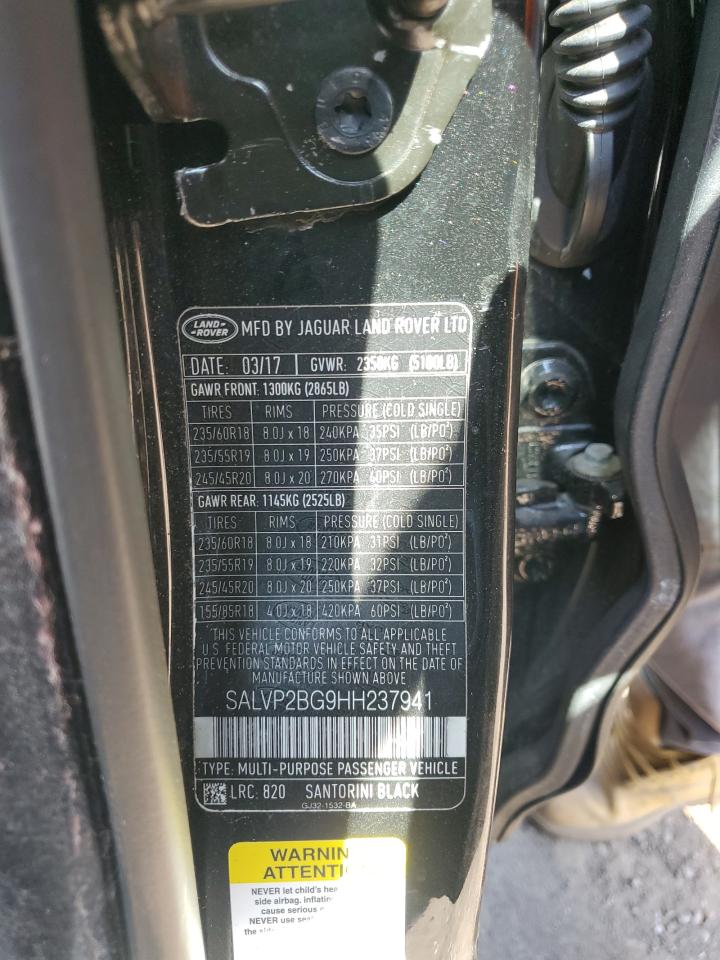 LAND ROVER
MFD BY JAGUAR LAND ROVER LTD
DATE: 03/17 GVWR: 2350KG (5180LB)
GAWR FRONT: 1300KG (2865LB)
TIRES RIMS PRESSURE (COLD SINGLE)
235/60R18 8.0J x 18 240KPA 35PSI (LB/PO²)
235/55R19 8.0J x 19 250KPA 37PSI (LB/PO²)
245/45R20 8.0J x 20 270KPA 40PSI (LB/PO²)
GAWR REAR: 1145KG (2525LB)
TIRES RIMS PRESSURE (COLD SINGLE)
235/60R18 8.0J x 18 210KPA 31PSI (LB/PO²)
235/55R19 8.0J x 19 220KPA 32PSI (LB/PO²)
245/45R20 8.0J x 20 250KPA 37PSI (LB/PO²)
155/85R18 4.0J x 18 420KPA 60PSI (LB/PO²)
THIS VEHICLE CONFORMS TO ALL APPLICABLE
U.S. FEDERAL MOTOR VEHICLE SAFETY AND THEFT
PREVENTION STANDARDS IN EFFECT ON THE DATE OF
MANUFACTURE SHOWN ABOVE
SALVP2BG9HH237941
TYPE: MULTI-PURPOSE PASSENGER VEHICLE
LRC: 820 SANTORINI BLACK
GJ32-1532-BA
WARNIN
ATTENTI
NEVER let child's hea
side airbag. inflatin
cause serious
NEVER use sea
the sid